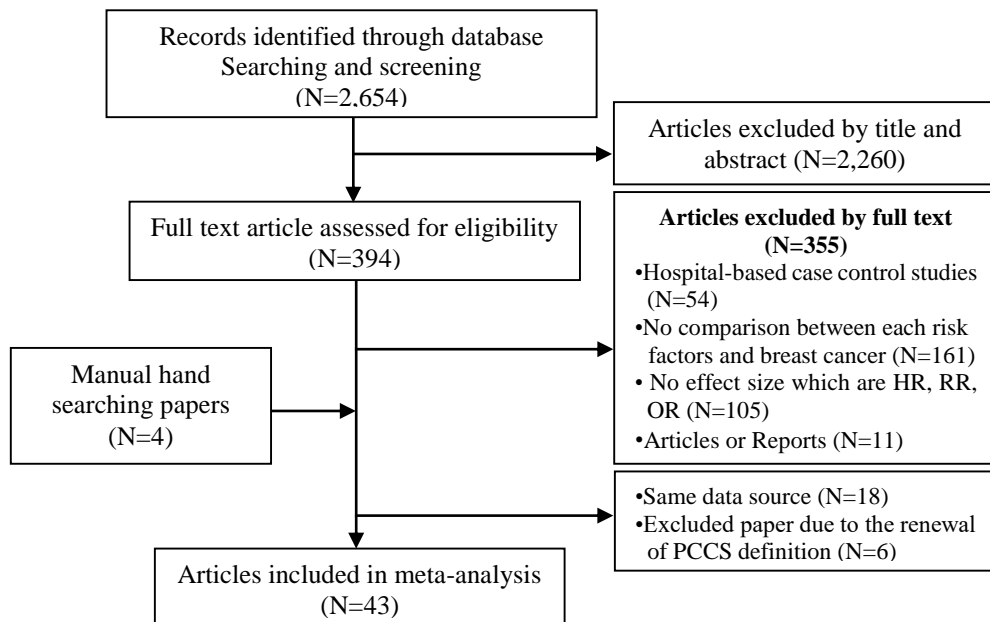 Records identified through database
Searching and screening
(N=2,654)
Articles excluded by title and
abstract (N=2,260)
Full text article assessed for eligibility
(N=394)
Articles excluded by full text
(N=355)
•Hospital-based case control studies
(N=54)
•No comparison between each risk
factors and breast cancer (N=161)
• No effect size which are HR, RR,
OR (N=105)
•Articles or Reports (N=11)
Manual hand
searching papers
(N=4)
•Same data source (N=18)
•Excluded paper due to the renewal
of PCCS definition (N=6)
Articles included in meta-analysis
(N=43)